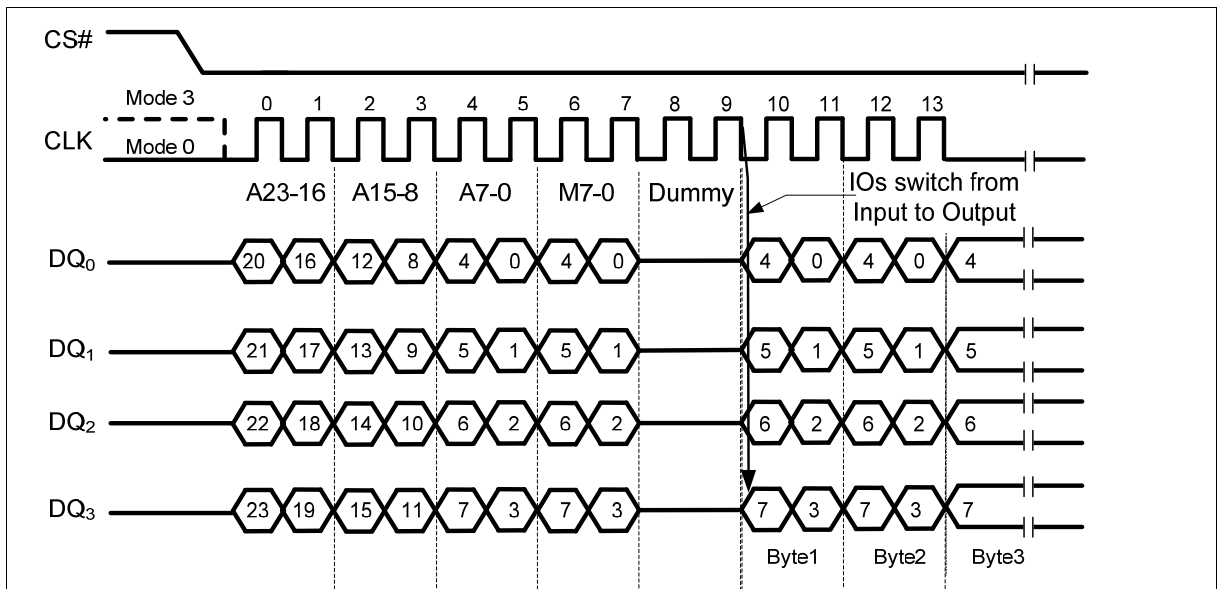 CS#
Mode 3
0 1 2 3 4 5 6 7 8 9 10 11 12 13
CLK
Mode 0
A23-16 A15-8 A7-0 M7-0 Dummy
IOs switch from
Input to Output
DQ0 20 16 12 8 4 0 4 0 4 0 4 0 4
DQ1 21 17 13 9 5 1 5 1 5 1 5 1 5
DQ2 22 18 14 10 6 2 6 2 6 2 6 2 6
DQ3 23 19 15 11 7 3 7 3 7 3 7 3 7
Byte1 Byte2 Byte3